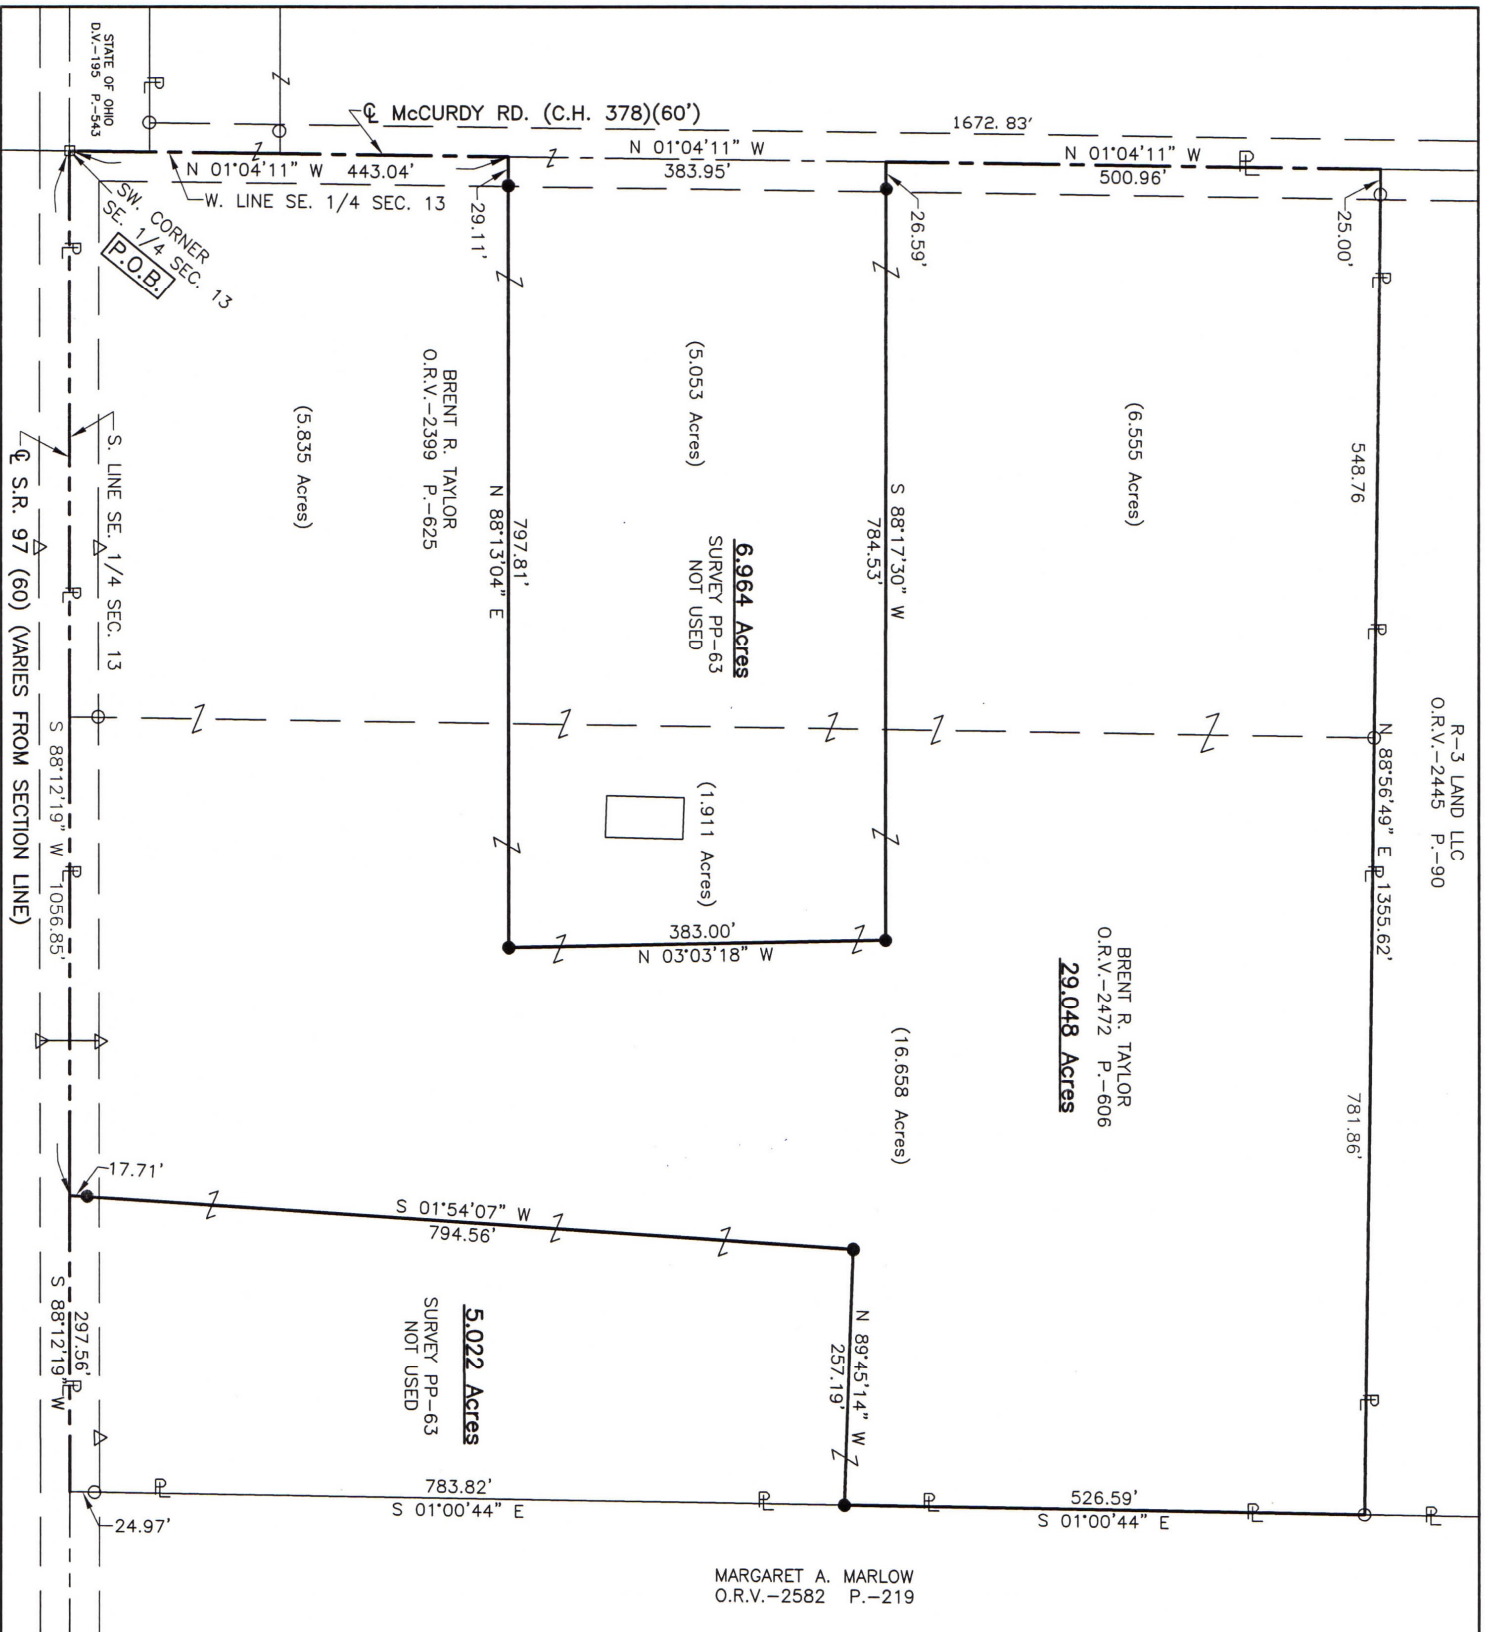 STATE OF OHIO
D.V.-195 P.-543
℄ McCURDY RD. (C.H. 378)(60')
1672.83'
N 01°04'11" W 443.04'
N 01°04'11" W
383.95'
N 01°04'11" W
500.96'
W. LINE SE. 1/4 SEC. 13
29.11'
26.59'
25.00'
SW. CORNER
SE. 1/4 SEC. 13
P.O.B.
BRENT R. TAYLOR
O.R.V.-2399 P.-625
(5.835 Acres)
(5.053 Acres)
(6.555 Acres)
548.76
797.81'
N 88°13'04" E
S 88°17'30" W
784.53'
6.964 Acres
SURVEY PP-63
NOT USED
S. LINE SE. 1/4 SEC. 13
℄ S.R. 97 (60) (VARIES FROM SECTION LINE)
S 88°12'19" W 1056.85'
(1.911 Acres)
383.00'
N 03°03'18" W
R-3 LAND LLC
O.R.V.-2445 P.-90
N 88°56'49" E 1355.62'
BRENT R. TAYLOR
O.R.V.-2472 P.-606
29.048 Acres
(16.658 Acres)
781.86'
17.71'
S 01°54'07" W
794.56'
N 89°45'14" W
257.19'
5.022 Acres
SURVEY PP-63
NOT USED
297.56'
S 88°12'19" W
783.82'
S 01°00'44" E
526.59'
S 01°00'44" E
24.97'
MARGARET A. MARLOW
O.R.V.-2582 P.-219